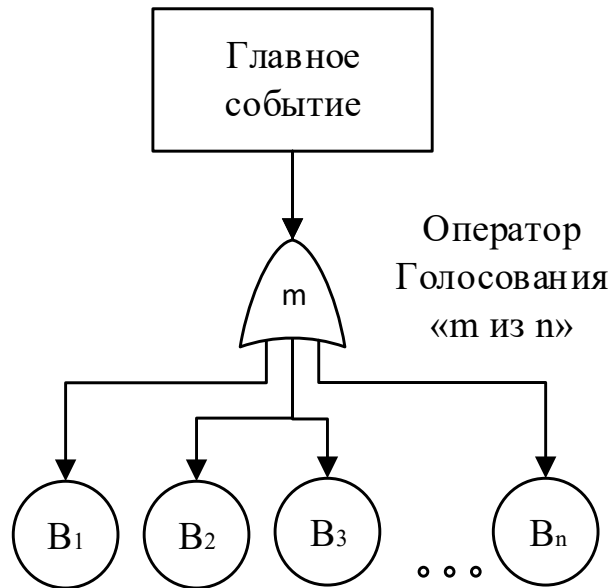 Главное
событие
m
Оператор
Голосования
«m из n»
B1 B2 B3 Bn